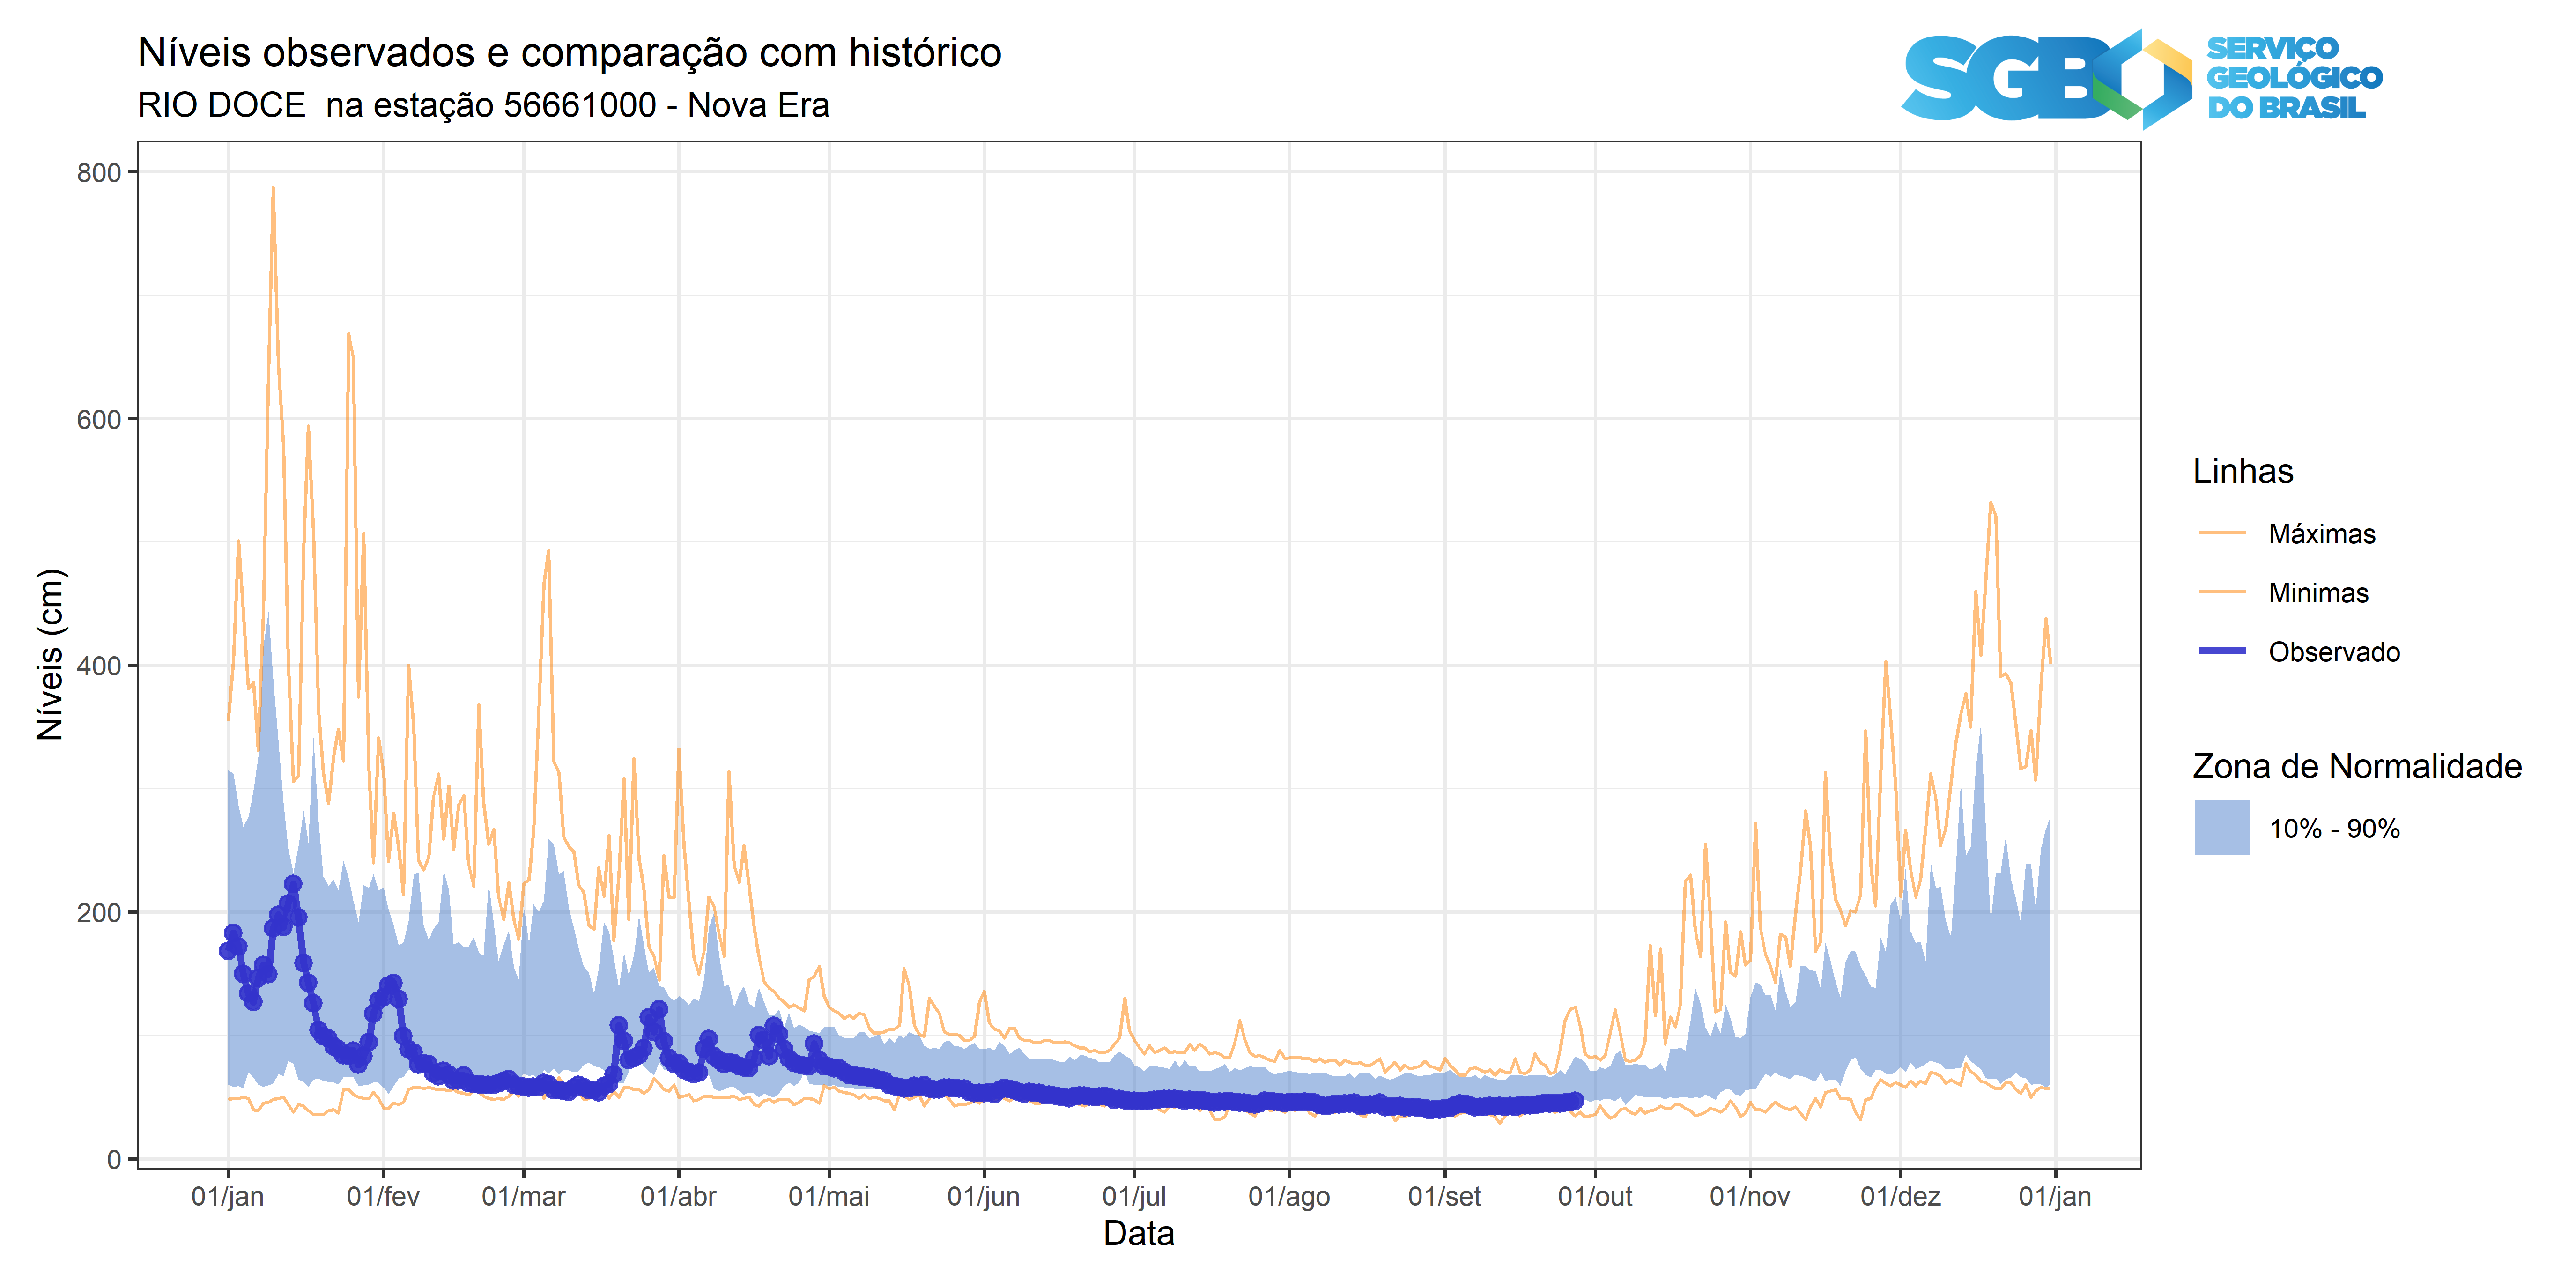 Níveis observados e comparação com histórico
RIO DOCE  na estação 56661000 - Nova Era
SGB
SERVIÇO
GEOLÓGICO
DO BRASIL
Níveis (cm)
800
600
400
200
0
01/jan 01/fev 01/mar 01/abr 01/mai 01/jun 01/jul 01/ago 01/set 01/out 01/nov 01/dez 01/jan
Data
Linhas
Máximas
Minimas
Observado
Zona de Normalidade
10% - 90%